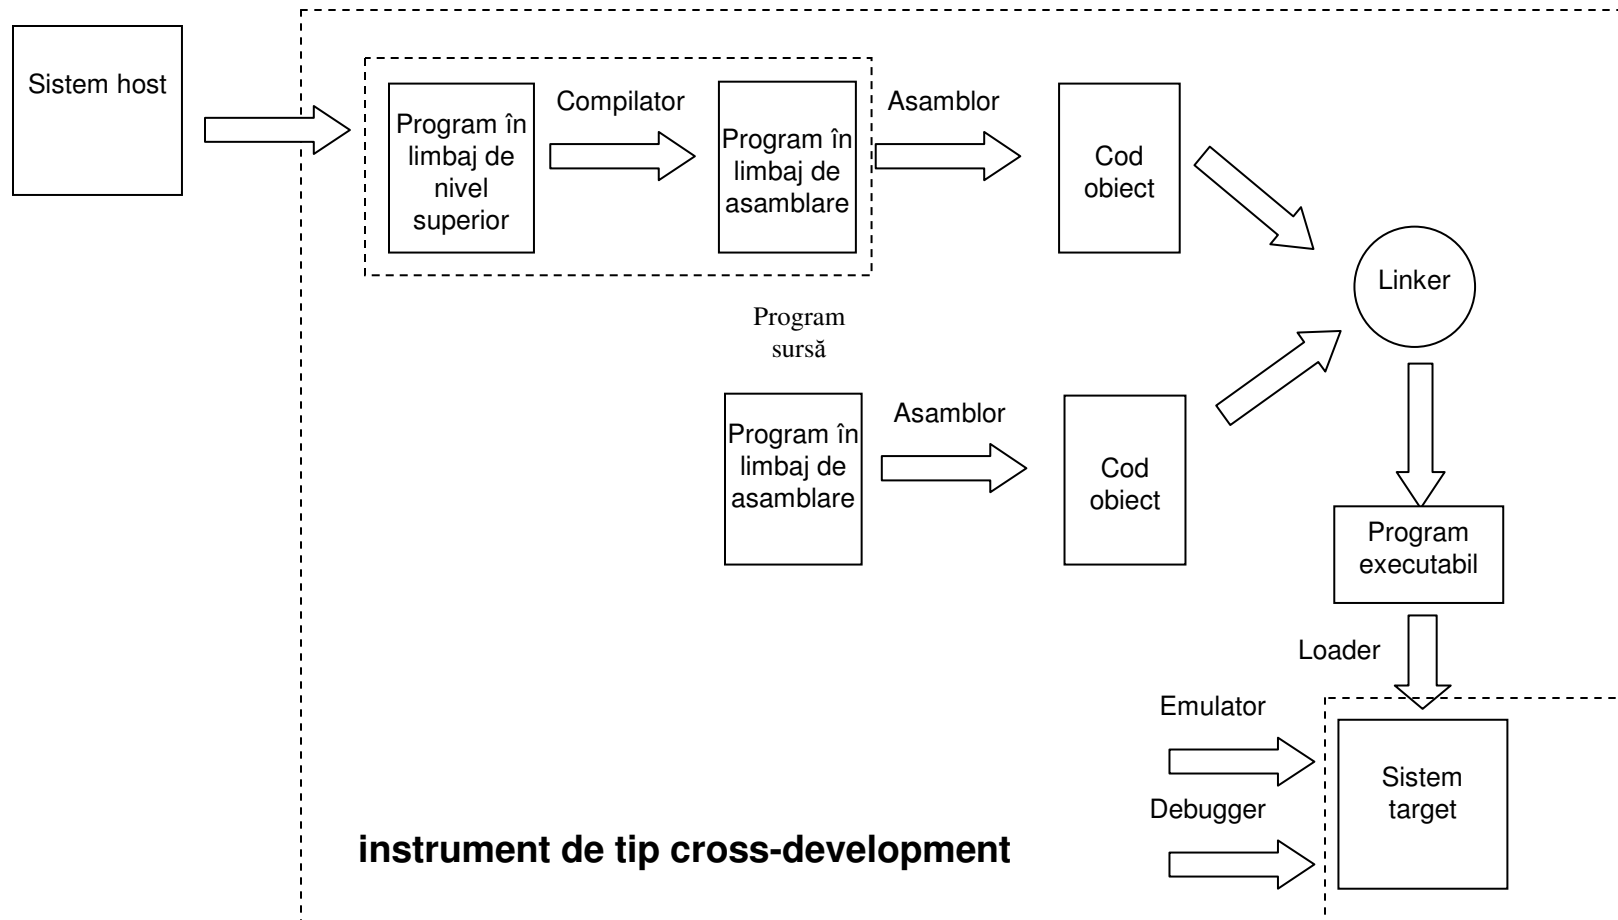 Sistem host
Program în
limbaj de
nivel
superior
Compilator
Program în
limbaj de
asamblare
Asamblor
Cod
obiect
Linker
Program
sursă
Program în
limbaj de
asamblare
Asamblor
Cod
obiect
Program
executabil
Loader
Emulator
Debugger
Sistem
target
instrument de tip cross-development